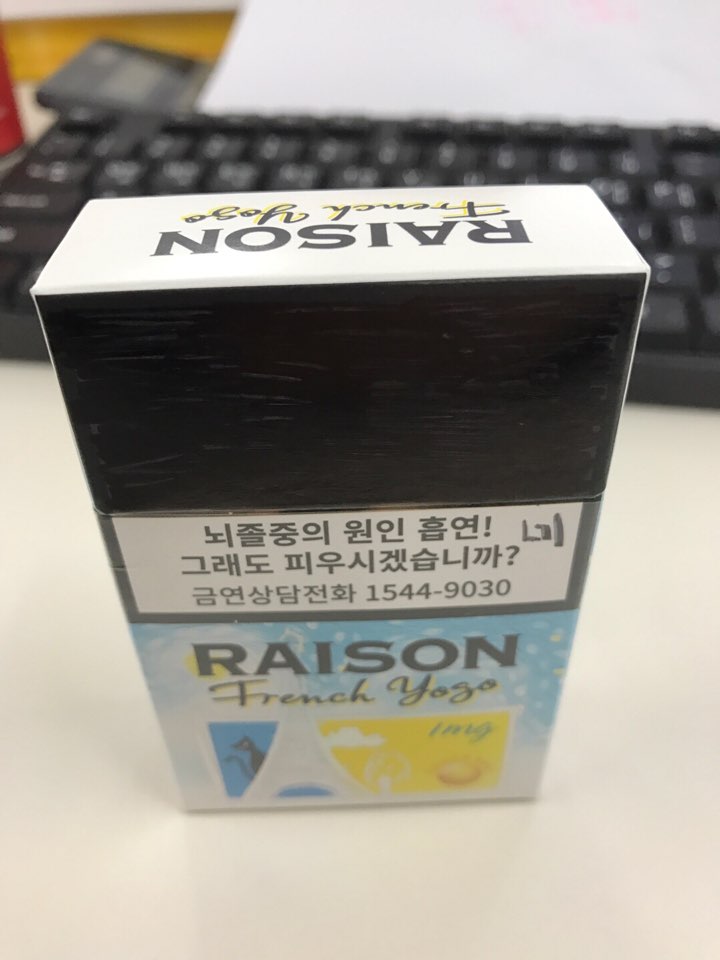 RAISON
French Yogo
뇌졸중의 원인 흡연! 네
그래도 피우시겠습니까?
금연상담전화 1544-9030
RAISON
French Yogo
1mg